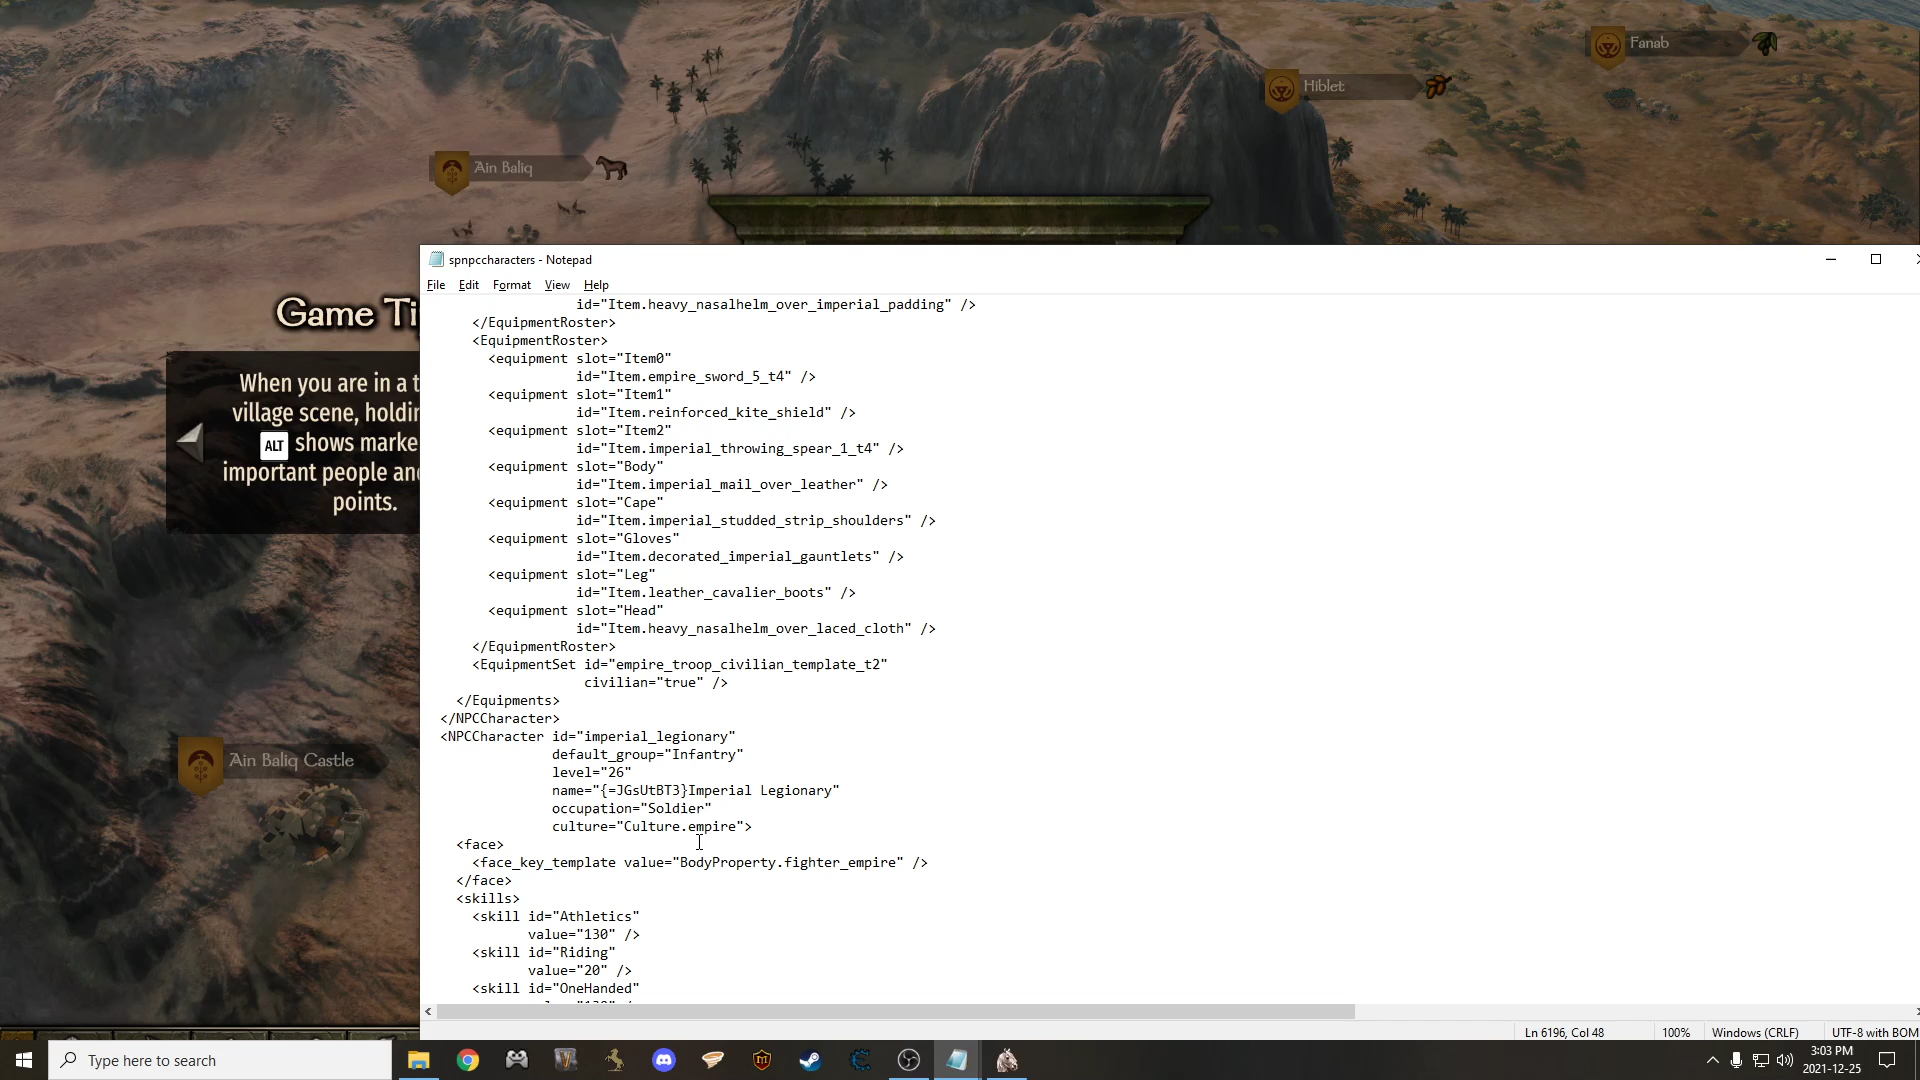 Fanab
Hiblet
Ain Baliq
spnpccharacters - Notepad
File Edit Format View Help
id="Item.heavy_nasalhelm_over_imperial_padding" />
</EquipmentRoster>
<EquipmentRoster>
<equipment slot="Item0"
id="Item.empire_sword_5_t4" />
<equipment slot="Item1"
id="Item.reinforced_kite_shield" />
<equipment slot="Item2"
id="Item.imperial_throwing_spear_1_t4" />
<equipment slot="Body"
id="Item.imperial_mail_over_leather" />
<equipment slot="Cape"
id="Item.imperial_studded_strip_shoulders" />
<equipment slot="Gloves"
id="Item.decorated_imperial_gauntlets" />
<equipment slot="Leg"
id="Item.leather_cavalier_boots" />
<equipment slot="Head"
id="Item.heavy_nasalhelm_over_laced_cloth" />
</EquipmentRoster>
<EquipmentSet id="empire_troop_civilian_template_t2"
civilian="true" />
</Equipments>
</NPCCharacter>
<NPCCharacter id="imperial_legionary"
default_group="Infantry"
level="26"
name="{=JGsUtBT3}Imperial Legionary"
occupation="Soldier"
culture="Culture.empire">
<face>
<face_key_template value="BodyProperty.fighter_empire" />
</face>
<skills>
<skill id="Athletics"
value="130" />
<skill id="Riding"
value="20" />
<skill id="OneHanded"
Game Ti
When you are in a t
village scene, holdin
ALT shows marke
important people an
points.
Ain Baliq Castle
Ln 6196, Col 48 100% Windows (CRLF) UTF-8 with BOM
Type here to search
3:03 PM
2021-12-25